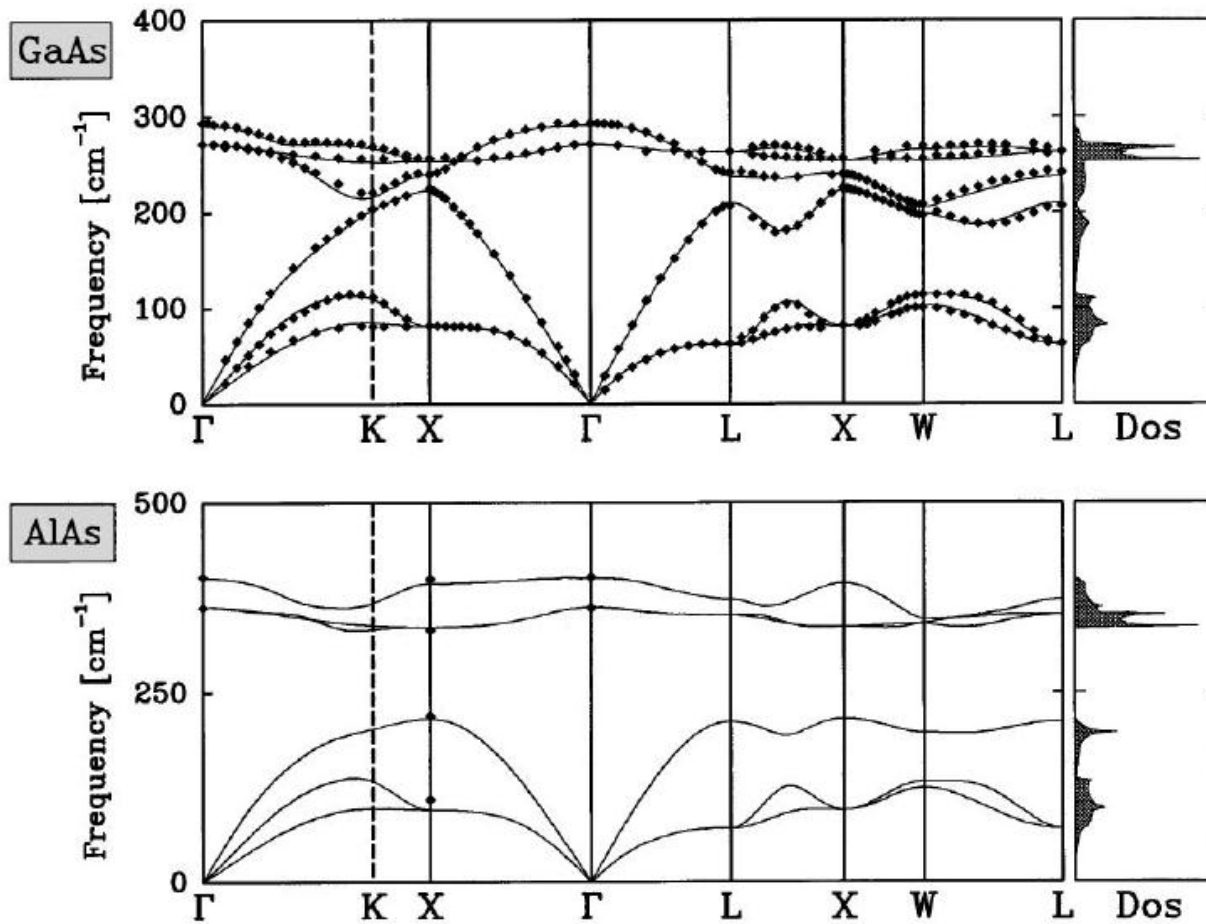 GaAs
Frequency [cm⁻¹]
400
300
200
100
0
Γ K X Γ L X W L Dos
AlAs
Frequency [cm⁻¹]
500
250
0
Γ K X Γ L X W L Dos